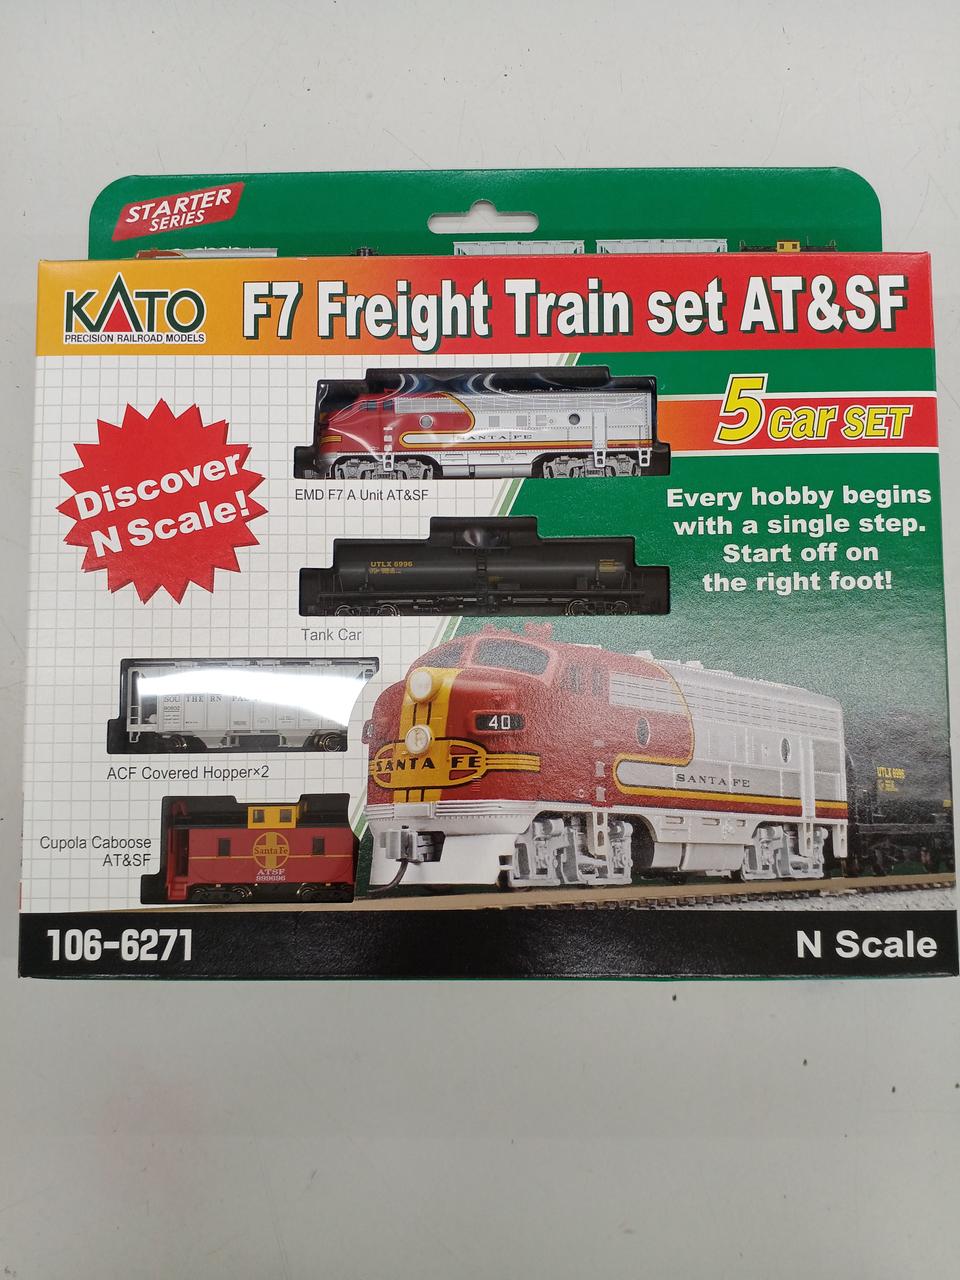 STARTER
SERIES
KATO
PRECISION RAILROAD MODELS
F7 Freight Train set AT&SF
5 car SET
Discover
N Scale!
SANTA FE
EMD F7 A Unit AT&SF
Every hobby begins
with a single step.
Start off on
the right foot!
UTLX 6996
Tank Car
SOUTHERN PAC
ACF Covered Hopper×2
40
SANTA FE
SANTA FE
UTLX 6996
Cupola Caboose
AT&SF
Santa Fe
ATSF
999696
106-6271
N Scale